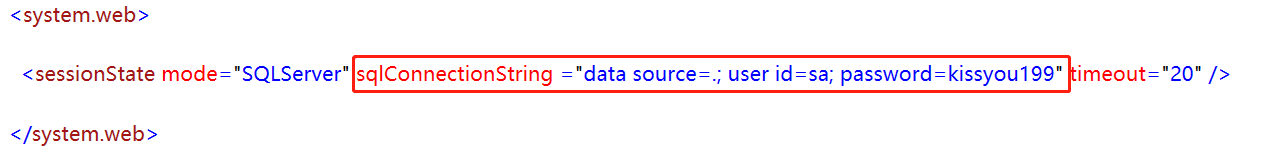 <system.web>
<sessionState mode="SQLServer" sqlConnectionString ="data source=.; user id=sa; password=kissyou199" timeout="20" />
</system.web>